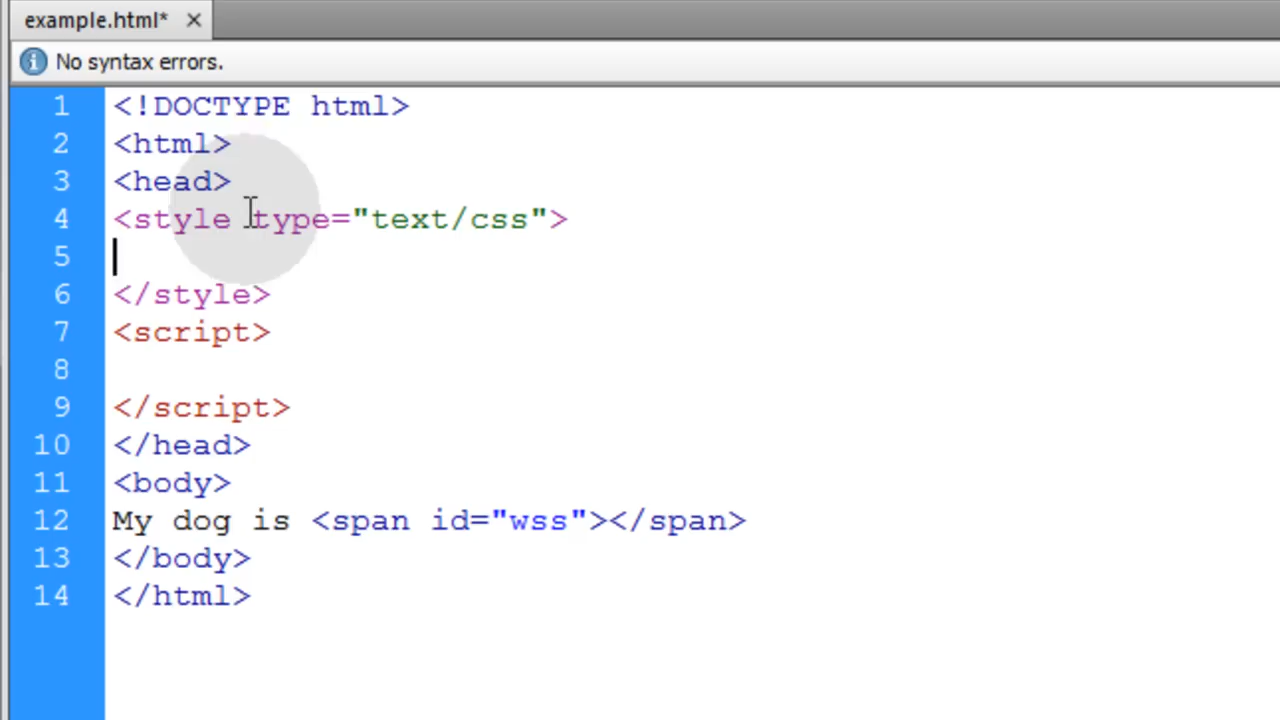 example.html* ×
No syntax errors.
1 <!DOCTYPE html>
2 <html>
3 <head>
4 <style type="text/css">
5
6 </style>
7 <script>
8
9 </script>
10 </head>
11 <body>
12 My dog is <span id="wss"></span>
13 </body>
14 </html>